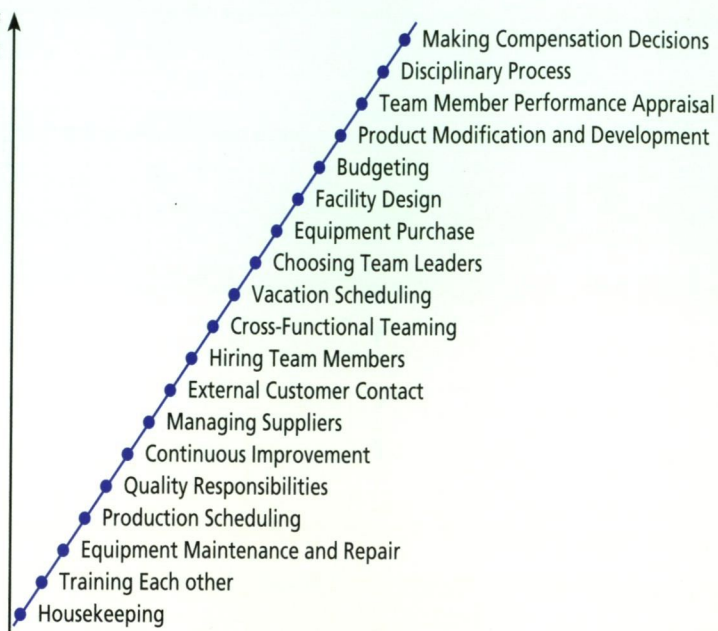 Making Compensation Decisions
Disciplinary Process
Team Member Performance Appraisal
Product Modification and Development
Budgeting
Facility Design
Equipment Purchase
Choosing Team Leaders
Vacation Scheduling
Cross-Functional Teaming
Hiring Team Members
External Customer Contact
Managing Suppliers
Continuous Improvement
Quality Responsibilities
Production Scheduling
Equipment Maintenance and Repair
Training Each other
Housekeeping